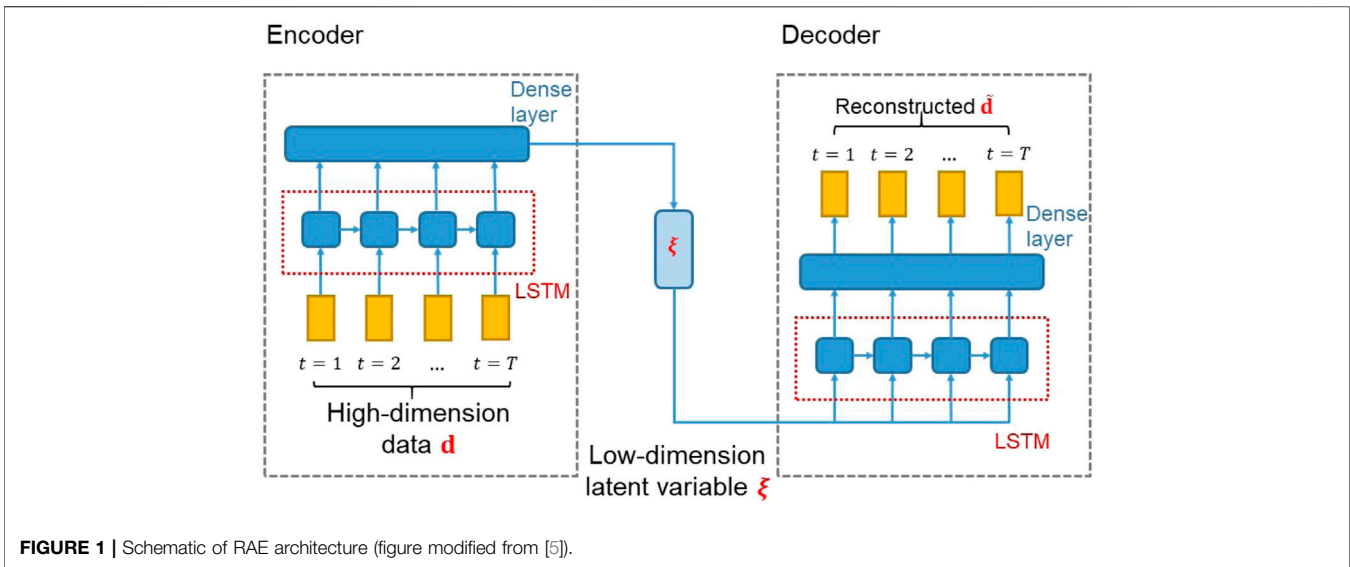 Encoder
Dense
layer
LSTM
t = 1 t = 2 ... t = T
High-dimension
data d
ξ
Low-dimension
latent variable ξ
Decoder
Reconstructed d̃
t = 1 t = 2 ... t = T
Dense
layer
LSTM
FIGURE 1 | Schematic of RAE architecture (figure modified from [5]).